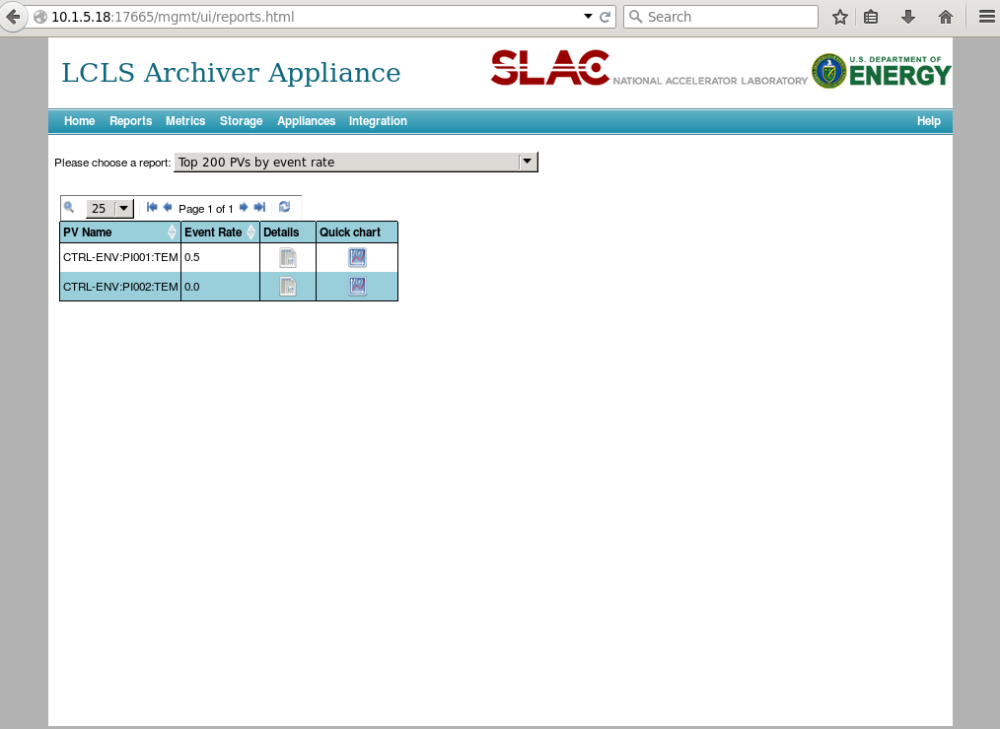 10.1.5.18:17665/mgmt/ui/reports.html Search
LCLS Archiver Appliance
SLAC NATIONAL ACCELERATOR LABORATORY
U.S. DEPARTMENT OF
ENERGY
Home Reports Metrics Storage Appliances Integration Help
Please choose a report: Top 200 PVs by event rate
25 Page 1 of 1
PV Name Event Rate Details Quick chart
CTRL-ENV:PI001:TEM 0.5
CTRL-ENV:PI002:TEM 0.0